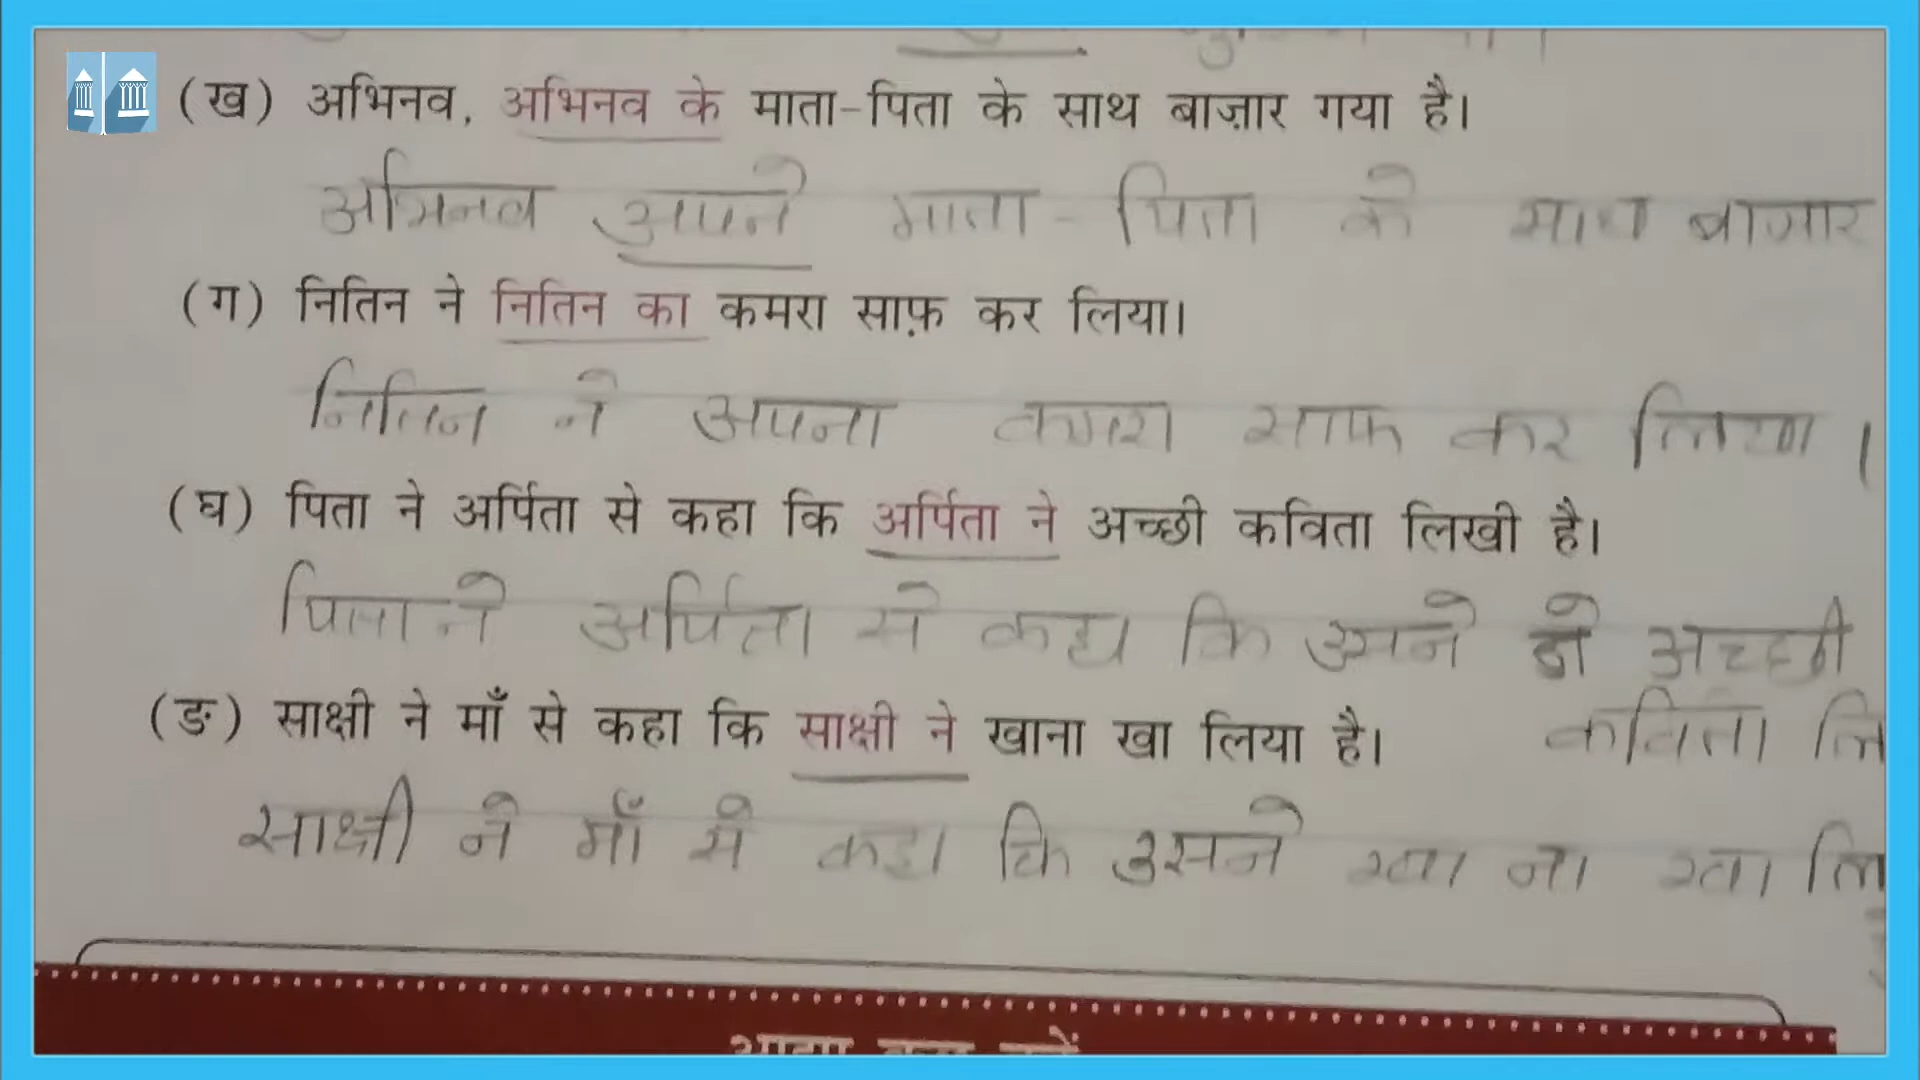 (ख) अभिनव, अभिनव के माता-पिता के साथ बाज़ार गया है।
अभिनव अपने माता - पिता के साथ बाजार
(ग) नितिन ने नितिन का कमरा साफ़ कर लिया।
नितिन ने अपना कमरा साफ कर लिया ।
(घ) पिता ने अर्पिता से कहा कि अर्पिता ने अच्छी कविता लिखी है।
पिता ने अर्पिता से कहा कि उसने अच्छी
कविता लि
(ङ) साक्षी ने माँ से कहा कि साक्षी ने खाना खा लिया है।
साक्षी ने माँ से कहा कि उसने खा ना खा लि